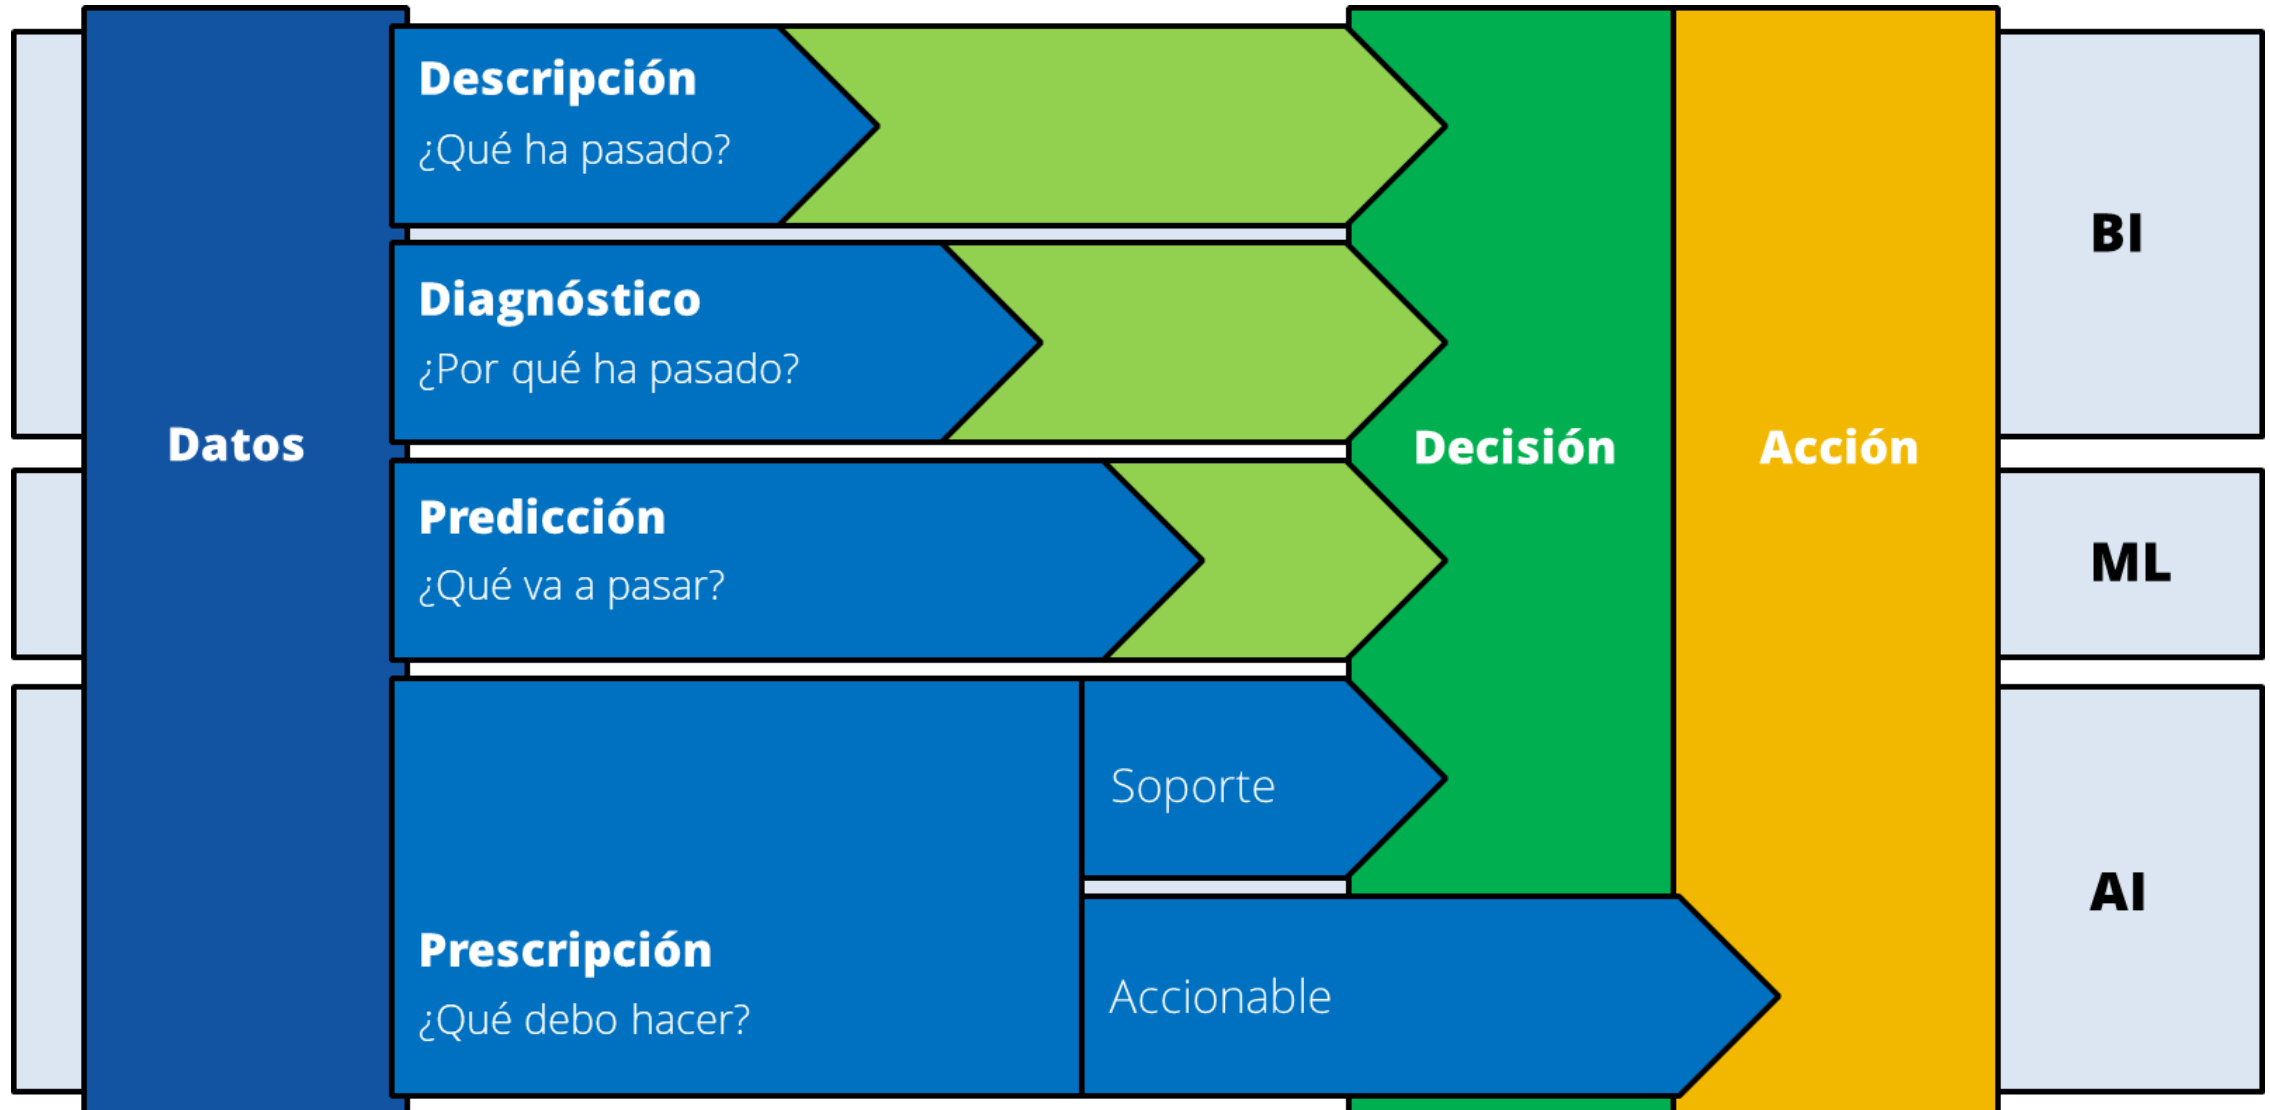 Descripción
¿Qué ha pasado?
BI
Diagnóstico
¿Por qué ha pasado?
Datos
Decisión
Acción
Predicción
¿Qué va a pasar?
ML
Soporte
Prescripción
¿Qué debo hacer?
Accionable
AI